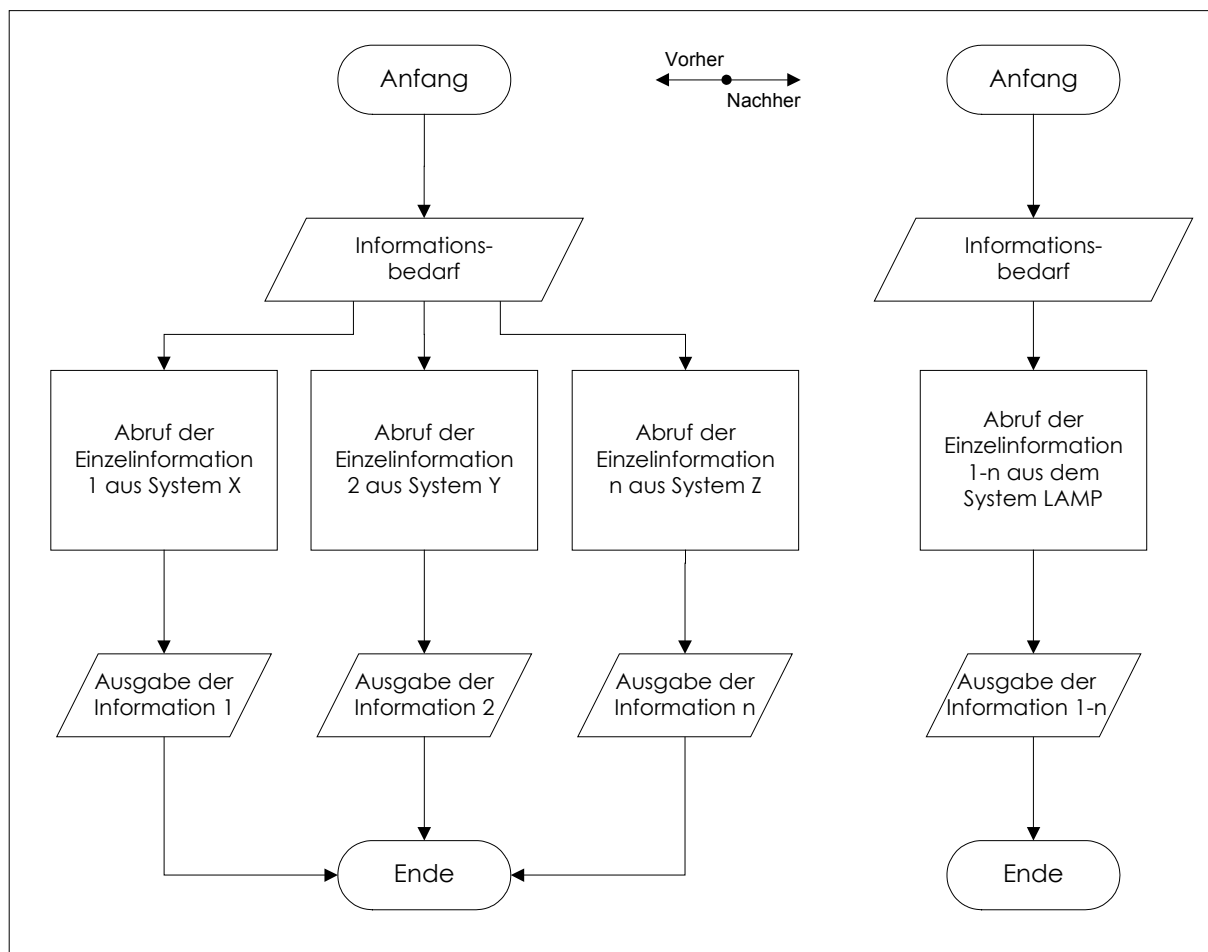 Anfang
Vorher
Nachher
Anfang
Informations-
bedarf
Informations-
bedarf
Abruf der
Einzelinformation
1 aus System X
Abruf der
Einzelinformation
2 aus System Y
Abruf der
Einzelinformation
n aus System Z
Abruf der
Einzelinformation
1-n aus dem
System LAMP
Ausgabe der
Information 1
Ausgabe der
Information 2
Ausgabe der
Information n
Ausgabe der
Information 1-n
Ende
Ende